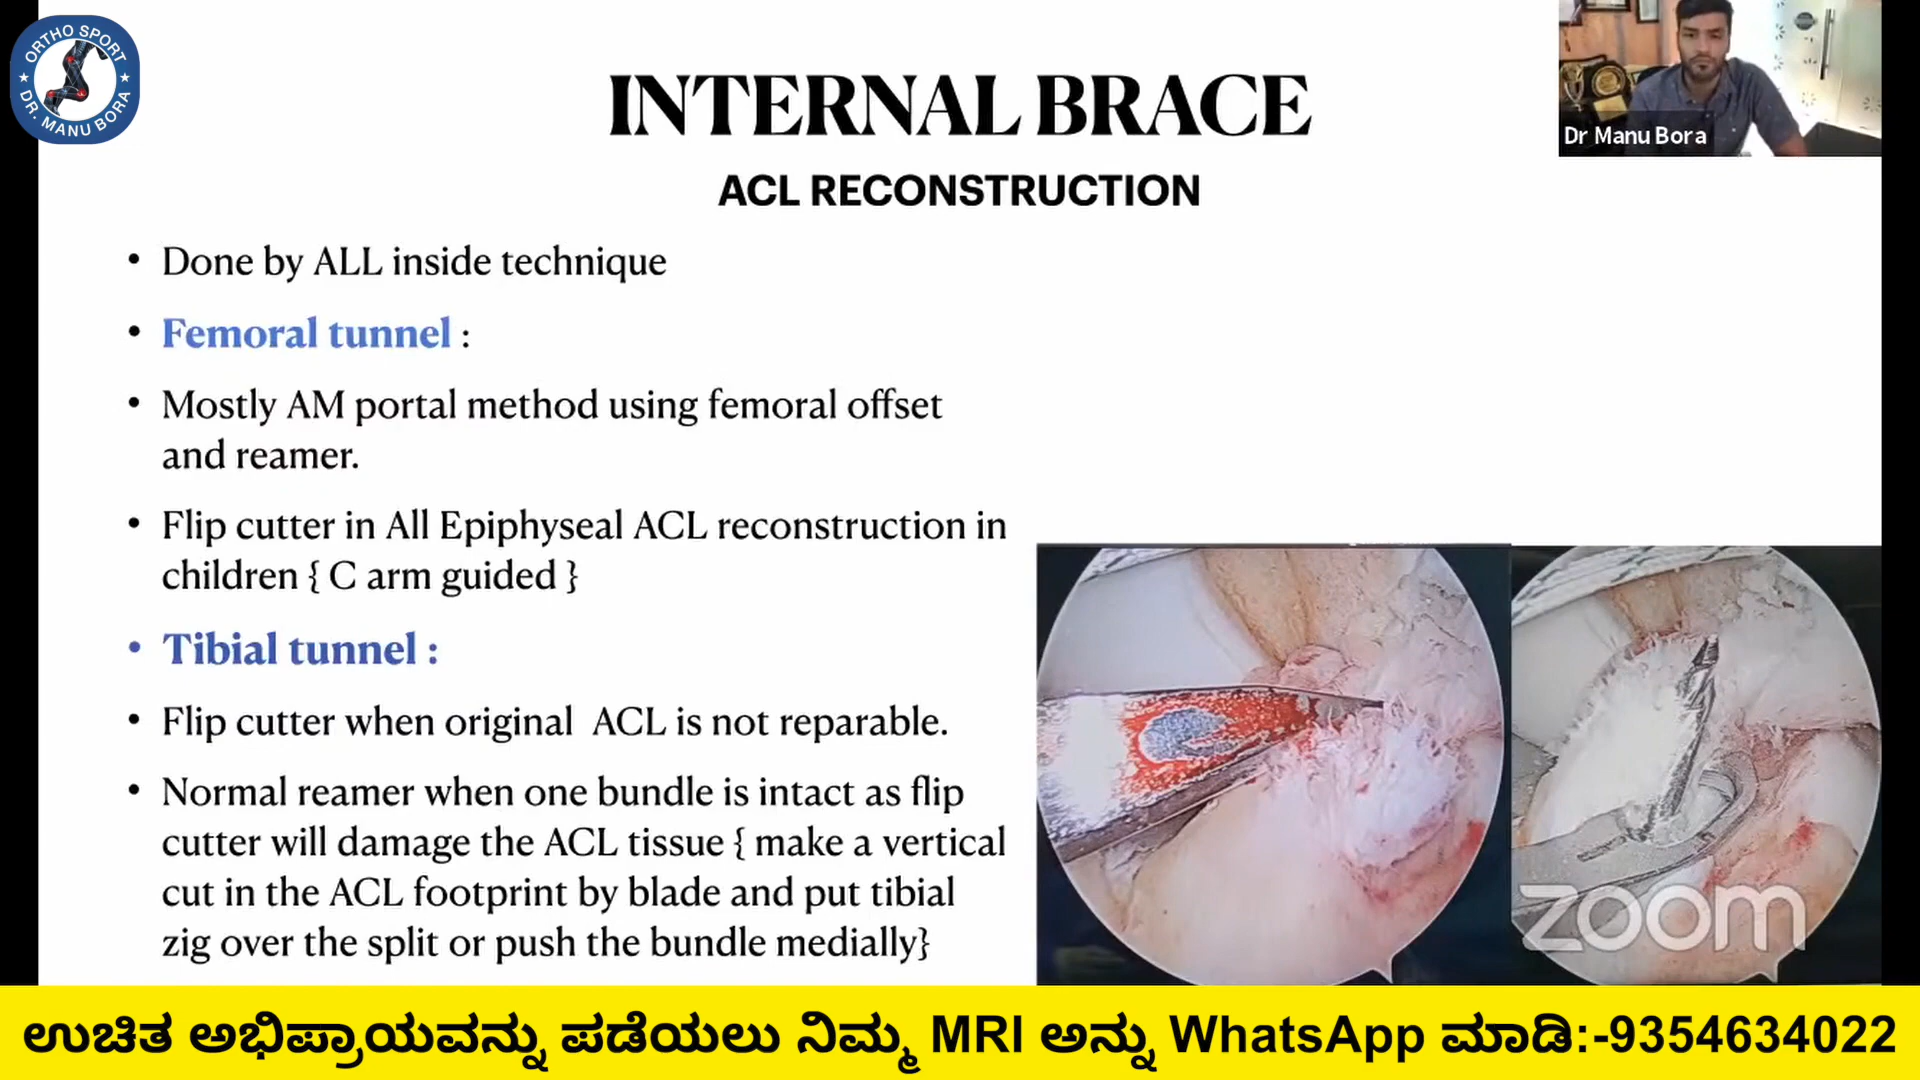 ORTHO SPORT
DR. MANU BORA
INTERNAL BRACE
ACL RECONSTRUCTION
Dr Manu Bora
• Done by ALL inside technique
• Femoral tunnel :
• Mostly AM portal method using femoral offset
and reamer.
• Flip cutter in All Epiphyseal ACL reconstruction in
children { C arm guided }
• Tibial tunnel :
• Flip cutter when original ACL is not reparable.
• Normal reamer when one bundle is intact as flip
cutter will damage the ACL tissue { make a vertical
cut in the ACL footprint by blade and put tibial
zig over the split or push the bundle medially}
zoom
ಉಚಿತ ಅಭಿಪ್ರಾಯವನ್ನು ಪಡೆಯಲು ನಿಮ್ಮ MRI ಅನ್ನು WhatsApp ಮಾಡಿ:-9354634022